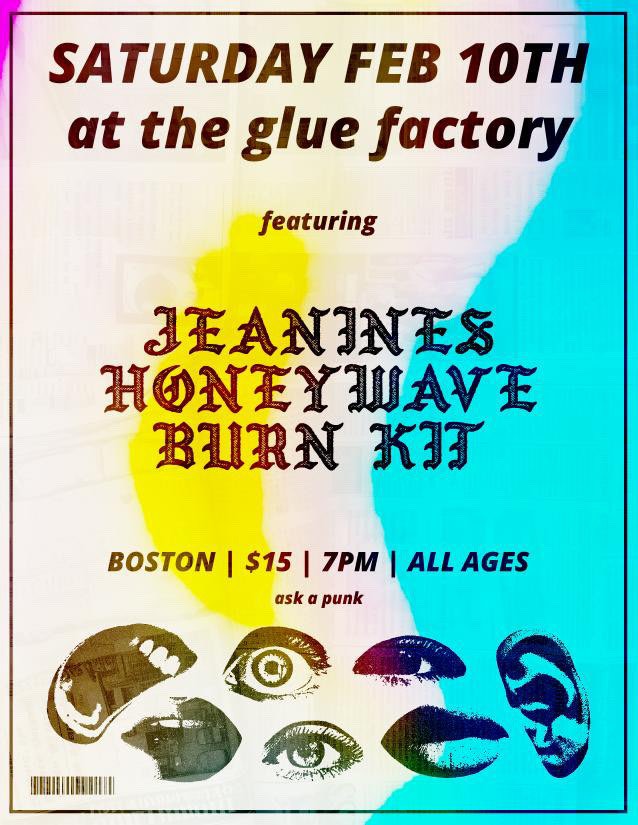 SATURDAY FEB 10TH
at the glue factory
featuring
JEANINES
HONEYWAVE
BURN KIT
BOSTON | $15 | 7PM | ALL AGES
ask a punk